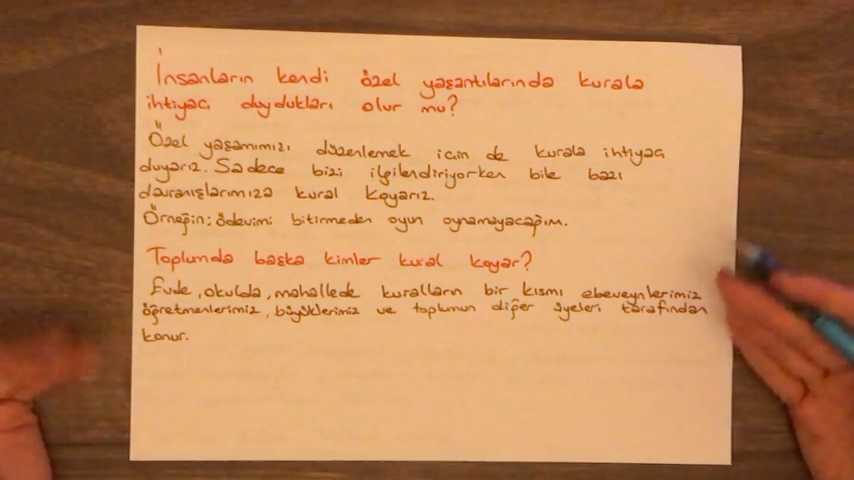 İnsanların kendi özel yaşantılarında kurala
ihtiyaç duydukları olur mu?
Özel yaşamımızı düzenlemek için de kurala ihtiyaç
duyarız. Sadece bizi ilgilendiriyorken bile bazı
davranışlarımıza kural koyarız.
Örneğin: ödevimi bitirmeden oyun oynamayacağım.
Toplumda başka kimler kural koyar?
Evde, okulda, mahallede kuralların bir kısmı ebeveynlerimiz
öğretmenlerimiz, büyüklerimiz ve toplumun diğer üyeleri tarafından
konur.